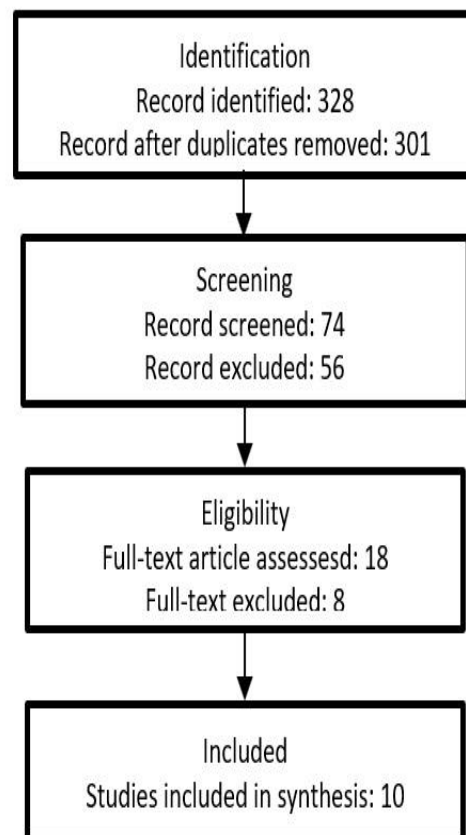 Identification
Record identified: 328
Record after duplicates removed: 301
Screening
Record screened: 74
Record excluded: 56
Eligibility
Full-text article assessesd: 18
Full-text excluded: 8
Included
Studies included in synthesis: 10